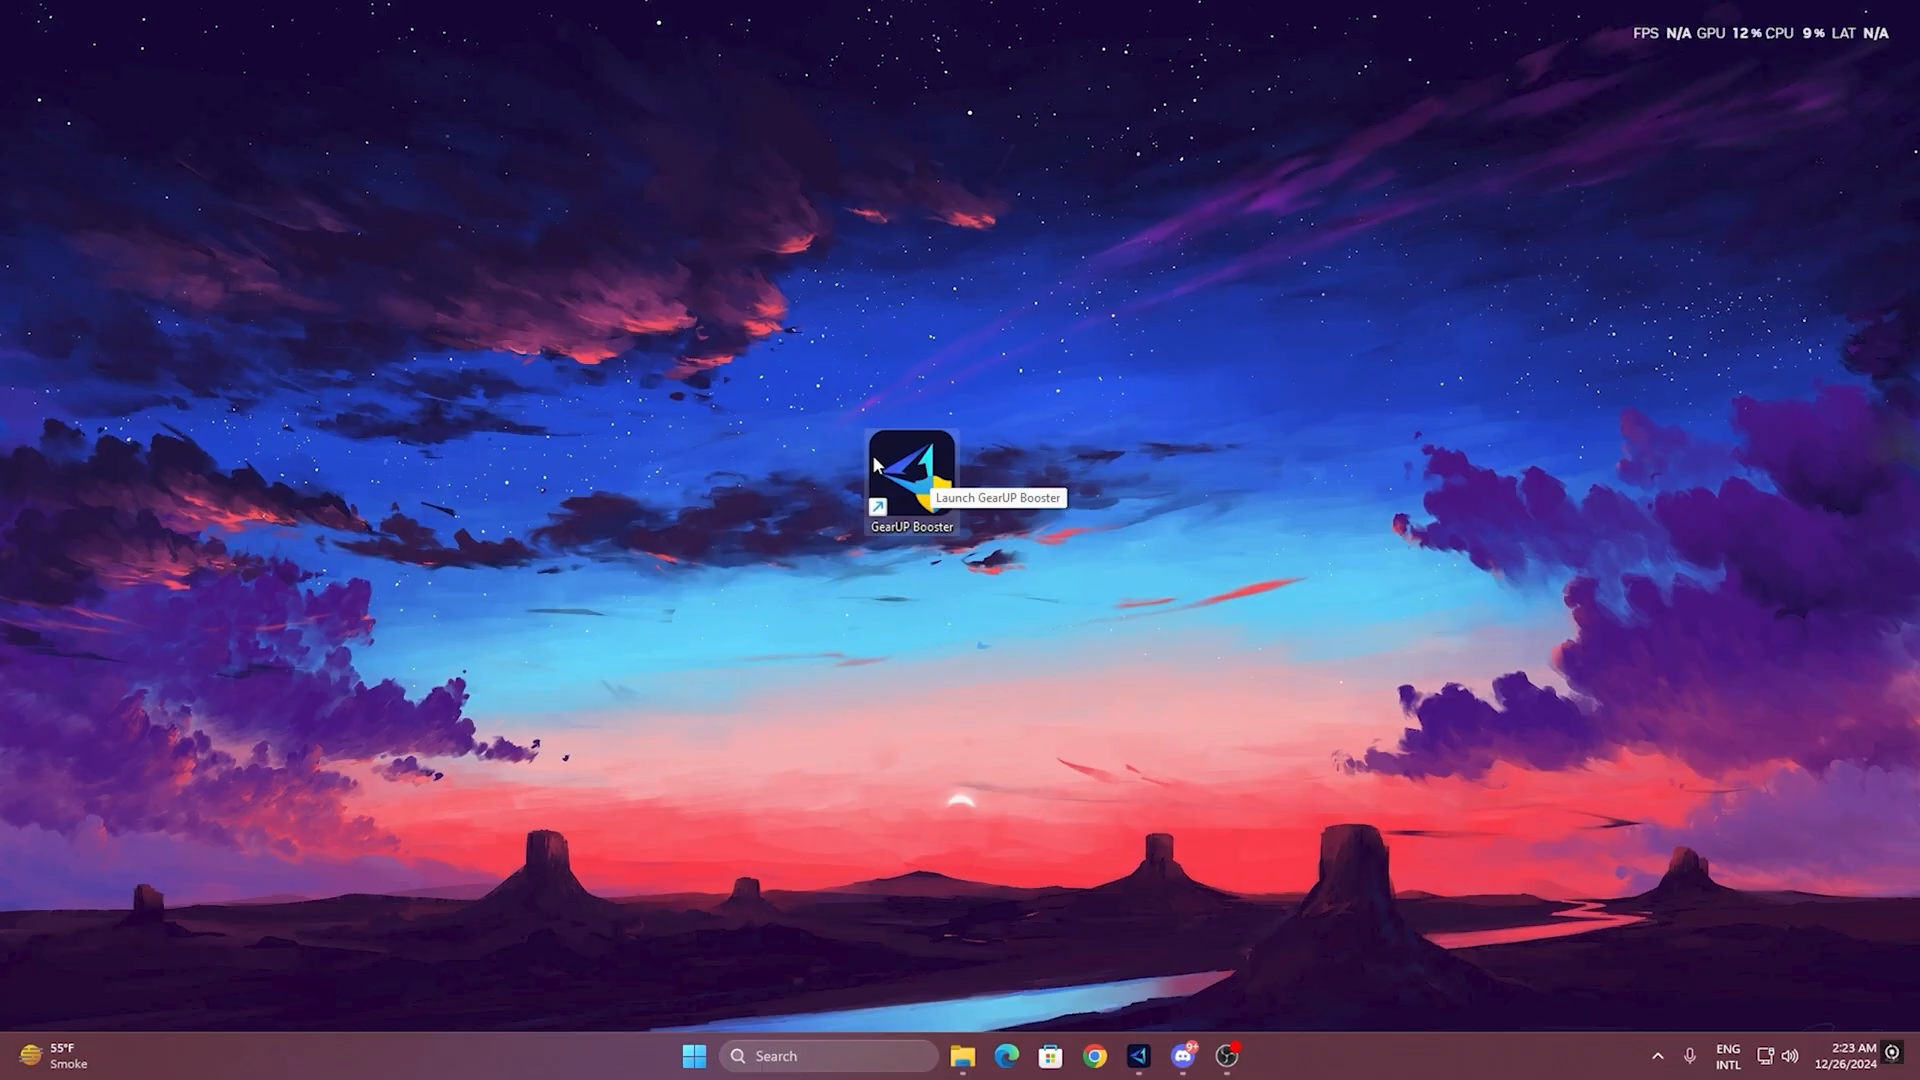 FPS N/A GPU 12% CPU 9% LAT N/A
Launch GearUP Booster
GearUP Booster
55°F
Smoke
Search
9+
ENG
INTL
2:23 AM
12/26/2024